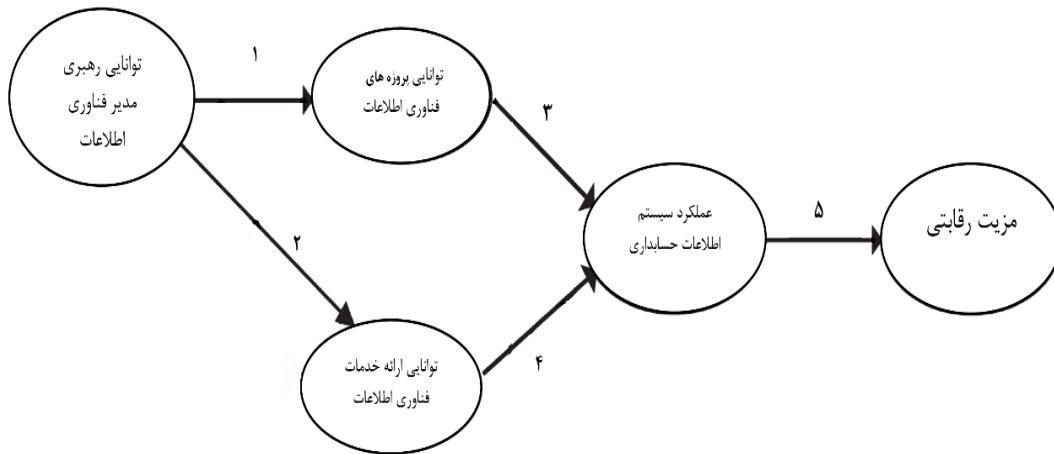 توانایی رهبری
مدیر فناوری
اطلاعات
۱
توانایی پروژه های
فناوری اطلاعات
۲
توانایی ارائه خدمات
فناوری اطلاعات
۳
۴
عملکرد سیستم
اطلاعات حسابداری
۵
مزیت رقابتی